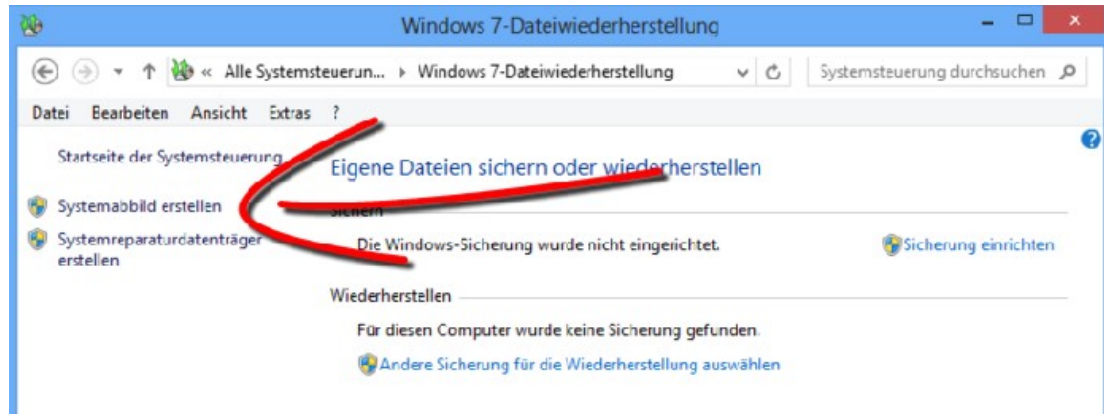 Windows 7-Dateiwiederherstellung
« Alle Systemsteuerun... ▸ Windows 7-Dateiwiederherstellung
Systemsteuerung durchsuchen
Datei Bearbeiten Ansicht Extras ?
Startseite der Systemsteuerung
Systemabbild erstellen
Systemreparaturdatenträger
erstellen
Eigene Dateien sichern oder wiederherstellen
Sichern
Die Windows-Sicherung wurde nicht eingerichtet.
Sicherung einrichten
Wiederherstellen
Für diesen Computer wurde keine Sicherung gefunden.
Andere Sicherung für die Wiederherstellung auswählen